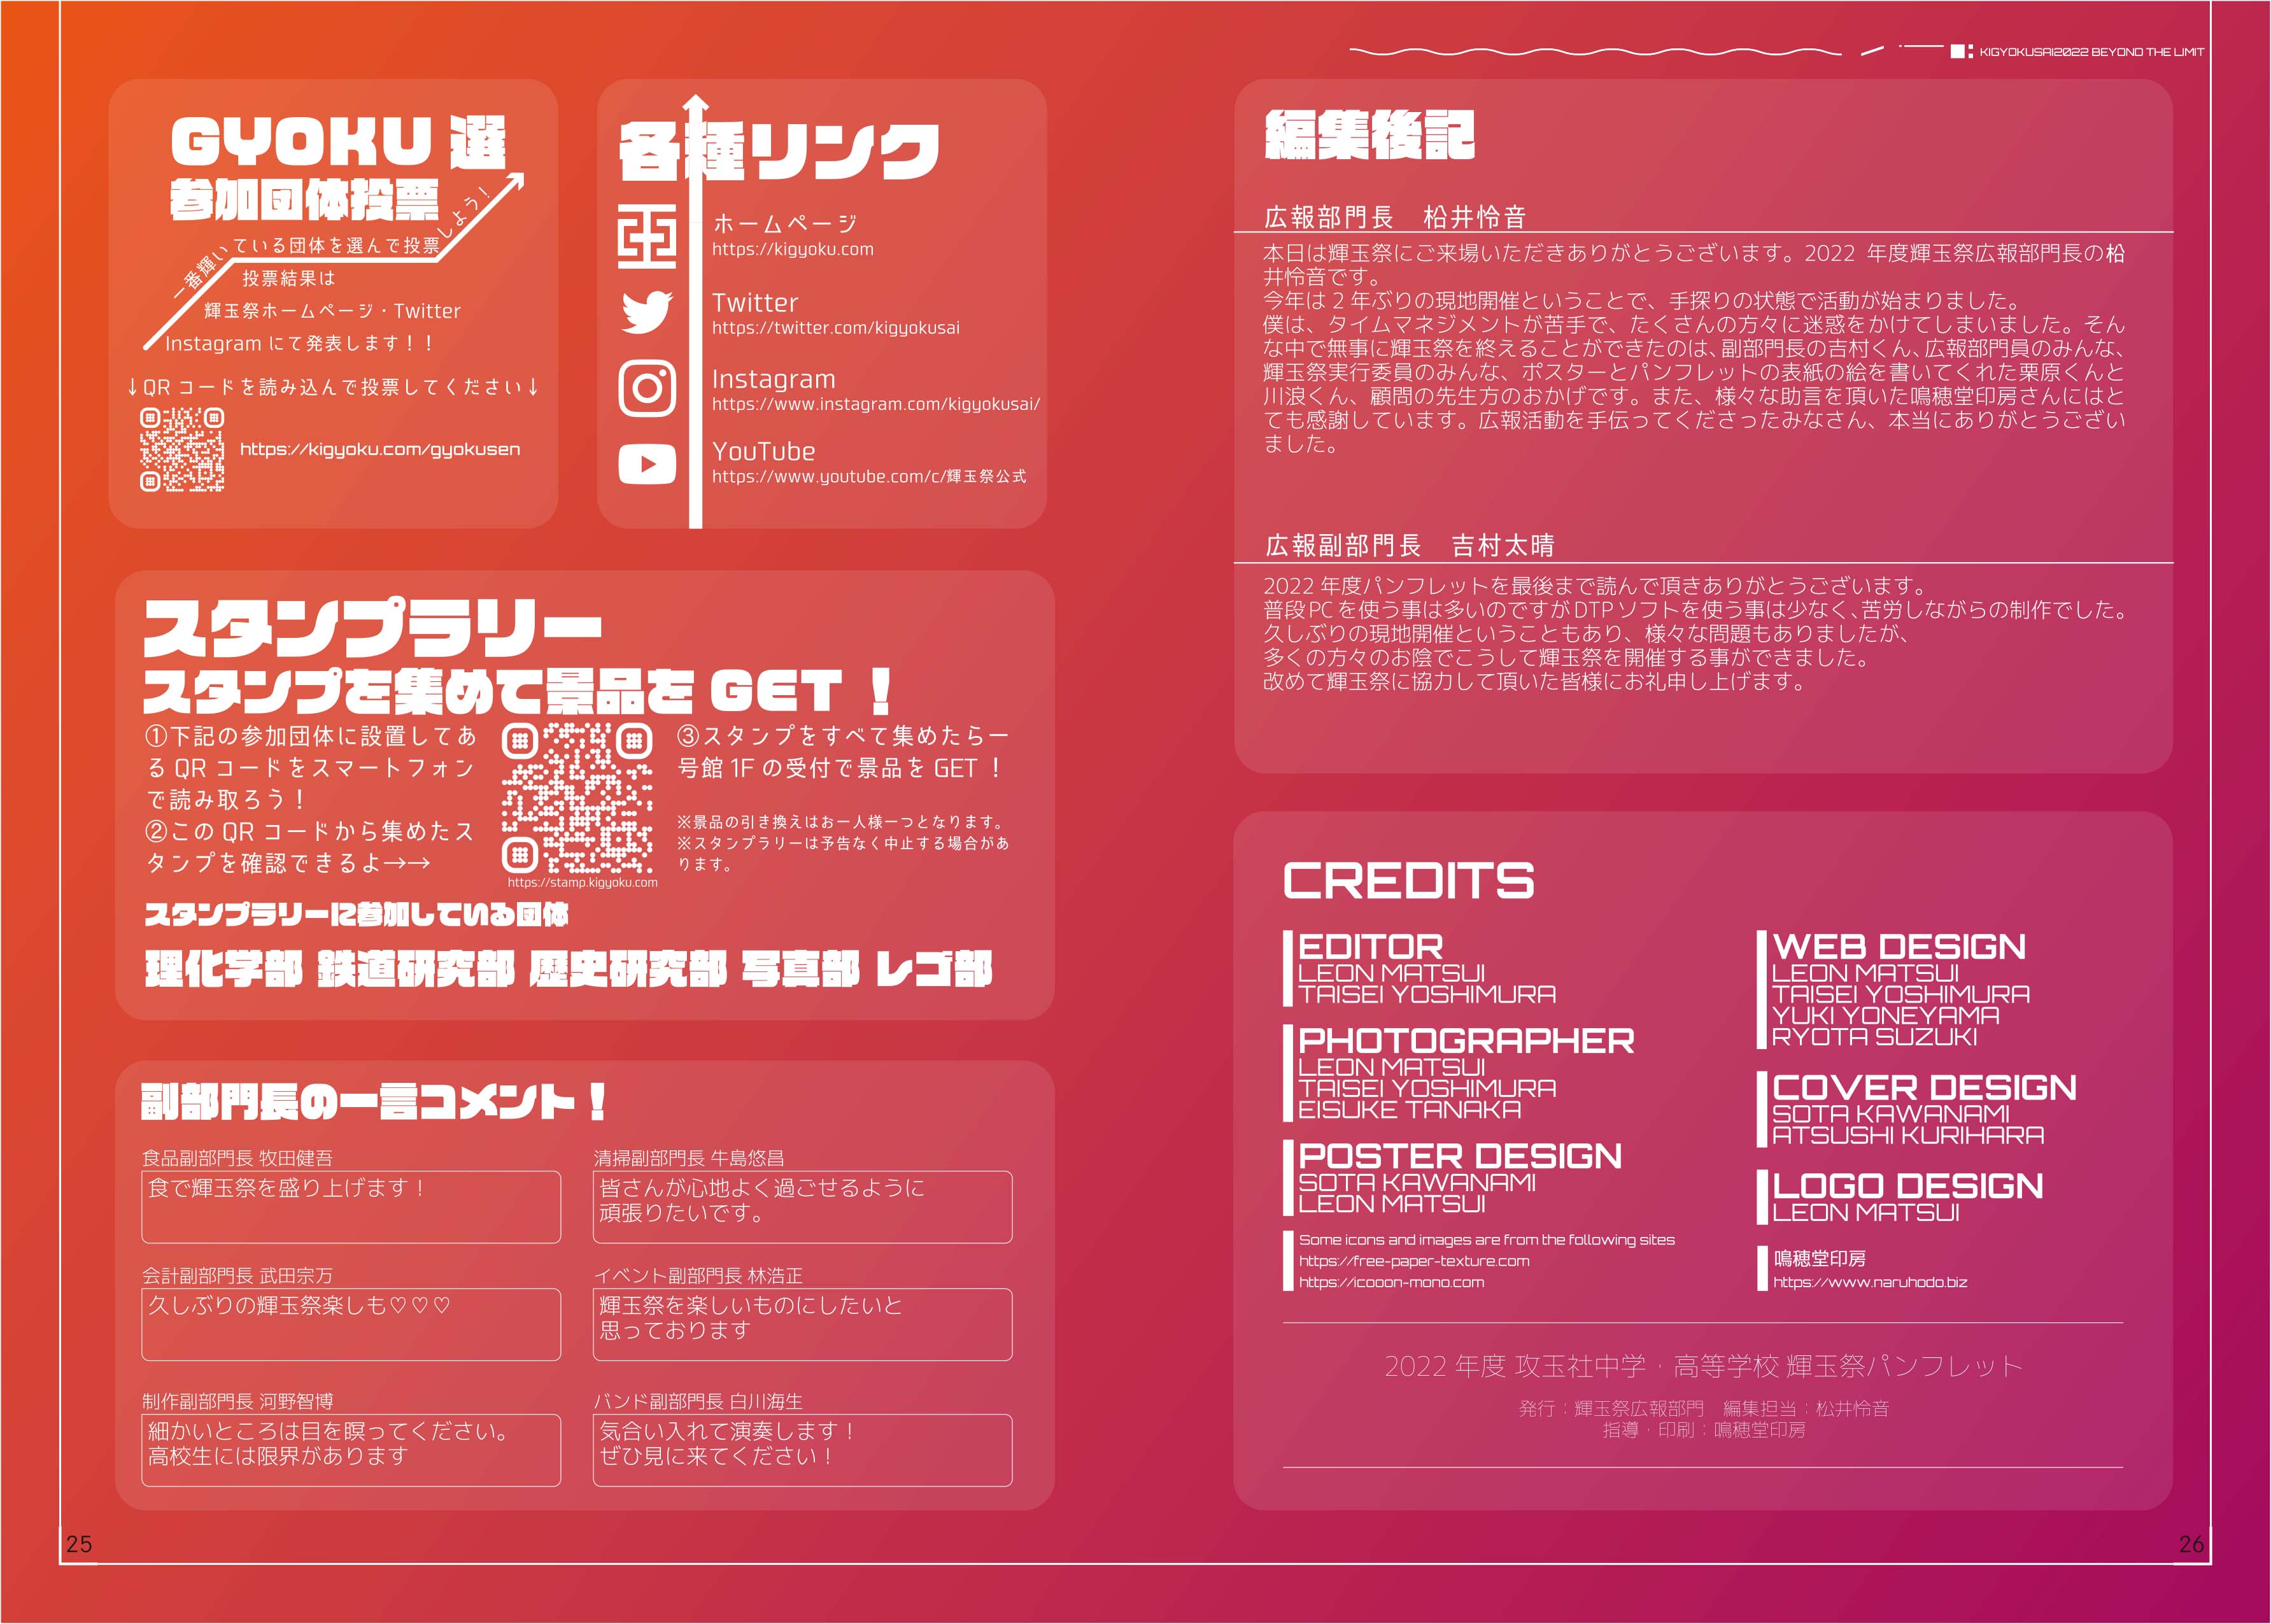 KIGYOKUSAI2022 BEYOND THE LIMIT
GYOKU 選
参加団体投票
一番輝いている団体を選んで投票しよう！
投票結果は
輝玉祭ホームページ・Twitter
Instagram にて発表します！！
↓QR コードを読み込んで投票してください↓
https://kigyoku.com/gyokusen
各種リンク
ホームページ
https://kigyoku.com
Twitter
https://twitter.com/kigyokusai
Instagram
https://www.instagram.com/kigyokusai/
YouTube
https://www.youtube.com/c/輝玉祭公式
スタンプラリー
スタンプを集めて景品を GET ！
①下記の参加団体に設置してあ
る QR コードをスマートフォン
で読み取ろう！
②この QR コードから集めたス
タンプを確認できるよ→→
https://stamp.kigyoku.com
③スタンプをすべて集めたら一
号館 1F の受付で景品を GET ！
※景品の引き換えはお一人様一つとなります。
※スタンプラリーは予告なく中止する場合があ
ります。
スタンプラリーに参加している団体
理化学部 鉄道研究部 歴史研究部 写真部 レゴ部
副部門長の一言コメント！
食品副部門長 牧田健吾
食で輝玉祭を盛り上げます！
清掃副部門長 牛島悠昌
皆さんが心地よく過ごせるように
頑張りたいです。
会計副部門長 武田宗万
久しぶりの輝玉祭楽しも♡♡♡
イベント副部門長 林浩正
輝玉祭を楽しいものにしたいと
思っております
制作副部門長 河野智博
細かいところは目を瞑ってください。
高校生には限界があります
バンド副部門長 白川海生
気合い入れて演奏します！
ぜひ見に来てください！
25
編集後記
広報部門長　枩井怜音
本日は輝玉祭にご来場いただきありがとうございます。2022 年度輝玉祭広報部門長の枩
井怜音です。
今年は 2 年ぶりの現地開催ということで、手探りの状態で活動が始まりました。
僕は、タイムマネジメントが苦手で、たくさんの方々に迷惑をかけてしまいました。そん
な中で無事に輝玉祭を終えることができたのは、副部門長の吉村くん、広報部門員のみんな、
輝玉祭実行委員のみんな、ポスターとパンフレットの表紙の絵を書いてくれた栗原くんと
川浪くん、顧問の先生方のおかげです。また、様々な助言を頂いた鳴穂堂印房さんにはと
ても感謝しています。広報活動を手伝ってくださったみなさん、本当にありがとうござい
ました。
広報副部門長　吉村太晴
2022 年度パンフレットを最後まで読んで頂きありがとうございます。
普段 PC を使う事は多いのですが DTP ソフトを使う事は少なく、苦労しながらの制作でした。
久しぶりの現地開催ということもあり、様々な問題もありましたが、
多くの方々のお陰でこうして輝玉祭を開催する事ができました。
改めて輝玉祭に協力して頂いた皆様にお礼申し上げます。
CREDITS
EDITOR
LEON MATSUI
TAISEI YOSHIMURA
PHOTOGRAPHER
LEON MATSUI
TAISEI YOSHIMURA
EISUKE TANAKA
POSTER DESIGN
SOTA KAWANAMI
LEON MATSUI
Some icons and images are from the following sites
https://free-paper-texture.com
https://icooon-mono.com
WEB DESIGN
LEON MATSUI
TAISEI YOSHIMURA
YUKI YONEYAMA
RYOTA SUZUKI
COVER DESIGN
SOTA KAWANAMI
ATSUSHI KURIHARA
LOGO DESIGN
LEON MATSUI
鳴穂堂印房
https://www.naruhodo.biz
2022 年度 攻玉社中学・高等学校 輝玉祭パンフレット
発行：輝玉祭広報部門　編集担当：枩井怜音
指導・印刷：鳴穂堂印房
26